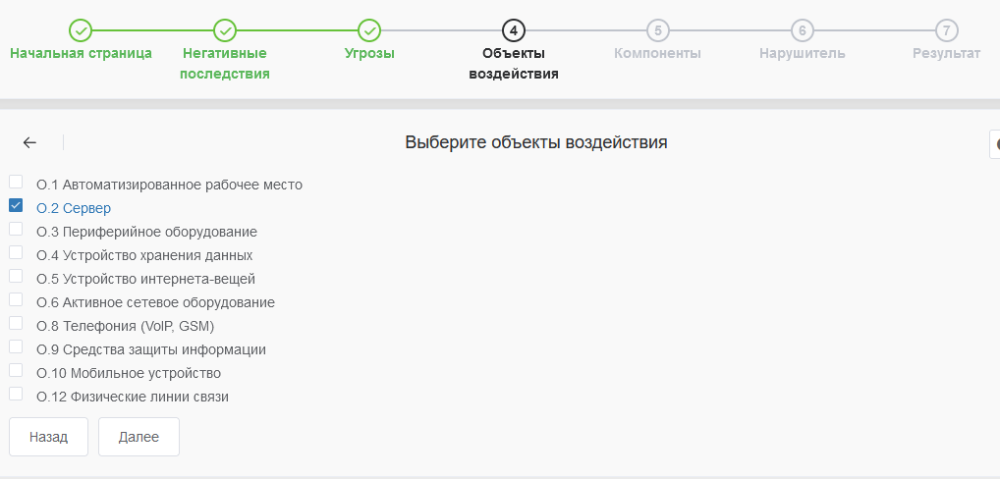 4 5 6 7
Начальная страница Негативные Угрозы Объекты Компоненты Нарушитель Результат
последствия воздействия
Выберите объекты воздействия
О.1 Автоматизированное рабочее место
О.2 Сервер
О.3 Периферийное оборудование
О.4 Устройство хранения данных
О.5 Устройство интернета-вещей
О.6 Активное сетевое оборудование
О.8 Телефония (VoIP, GSM)
О.9 Средства защиты информации
О.10 Мобильное устройство
О.12 Физические линии связи
Назад Далее